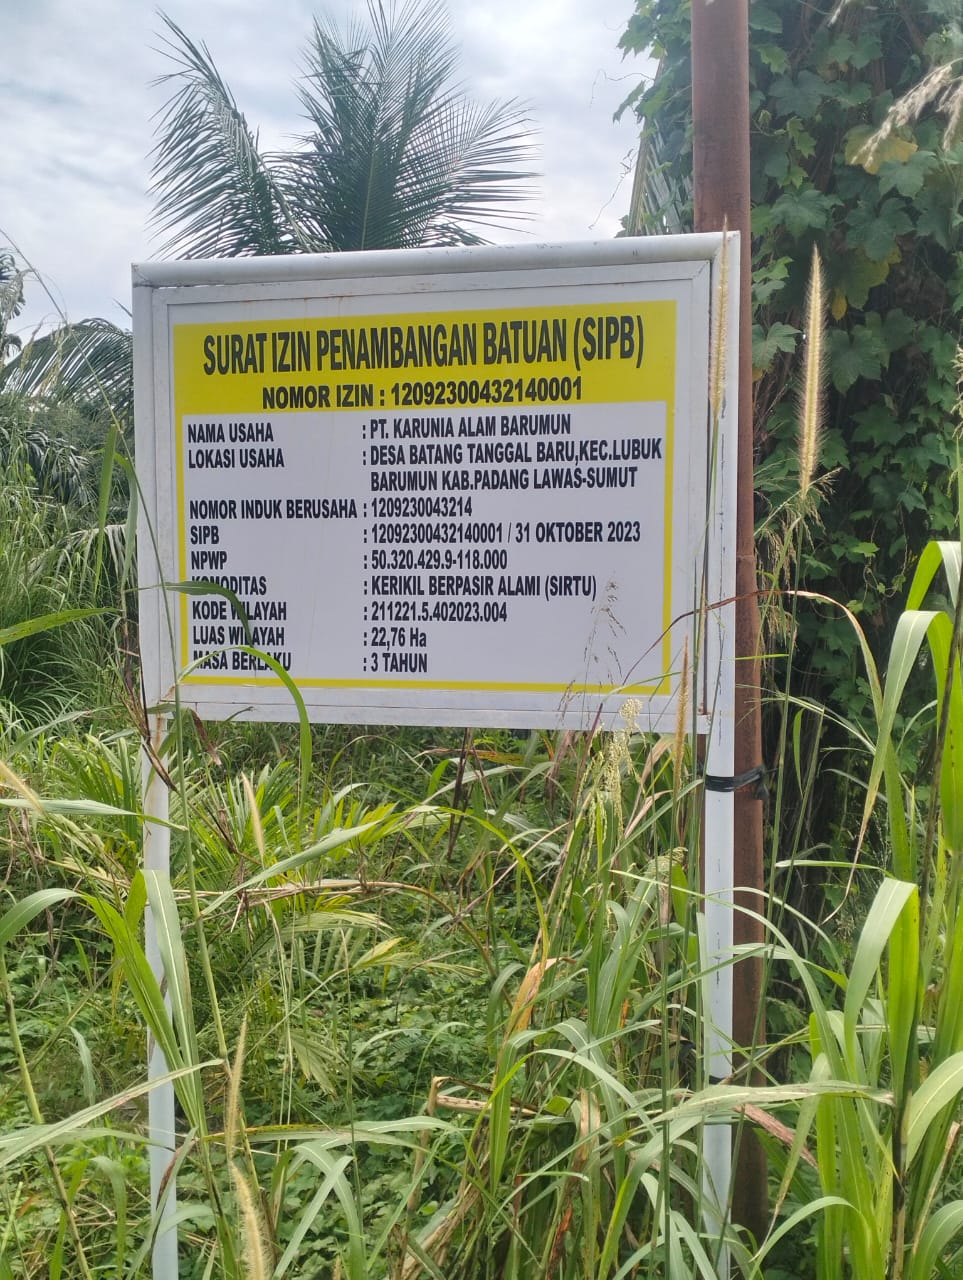 SURAT IZIN PENAMBANGAN BATUAN (SIPB)
NOMOR IZIN : 12092300432140001
NAMA USAHA : PT. KARUNIA ALAM BARUMUN
LOKASI USAHA : DESA BATANG TANGGAL BARU,KEC.LUBUK
BARUMUN KAB.PADANG LAWAS-SUMUT
NOMOR INDUK BERUSAHA : 1209230043214
SIPB : 12092300432140001 / 31 OKTOBER 2023
NPWP : 50.320.429.9-118.000
KOMODITAS : KERIKIL BERPASIR ALAMI (SIRTU)
KODE WILAYAH : 211221.5.402023.004
LUAS WILAYAH : 22,76 Ha
MASA BERLAKU : 3 TAHUN